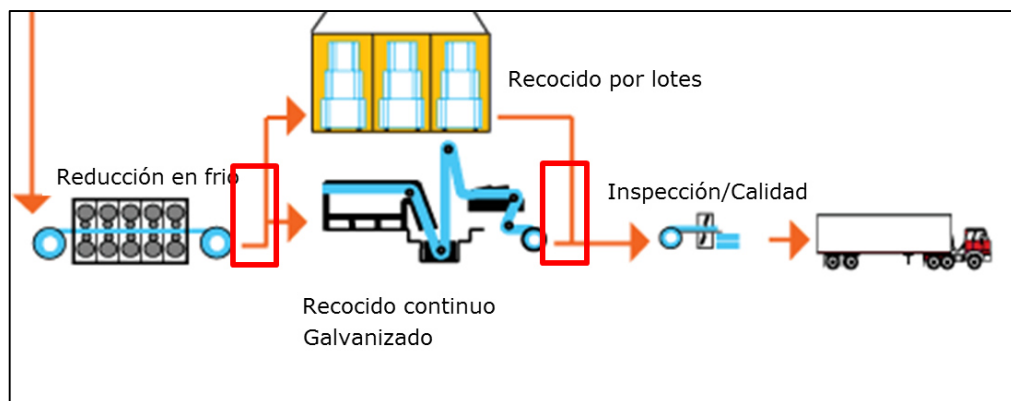 Recocido por lotes
Reducción en frio
Inspección/Calidad
Recocido continuo
Galvanizado